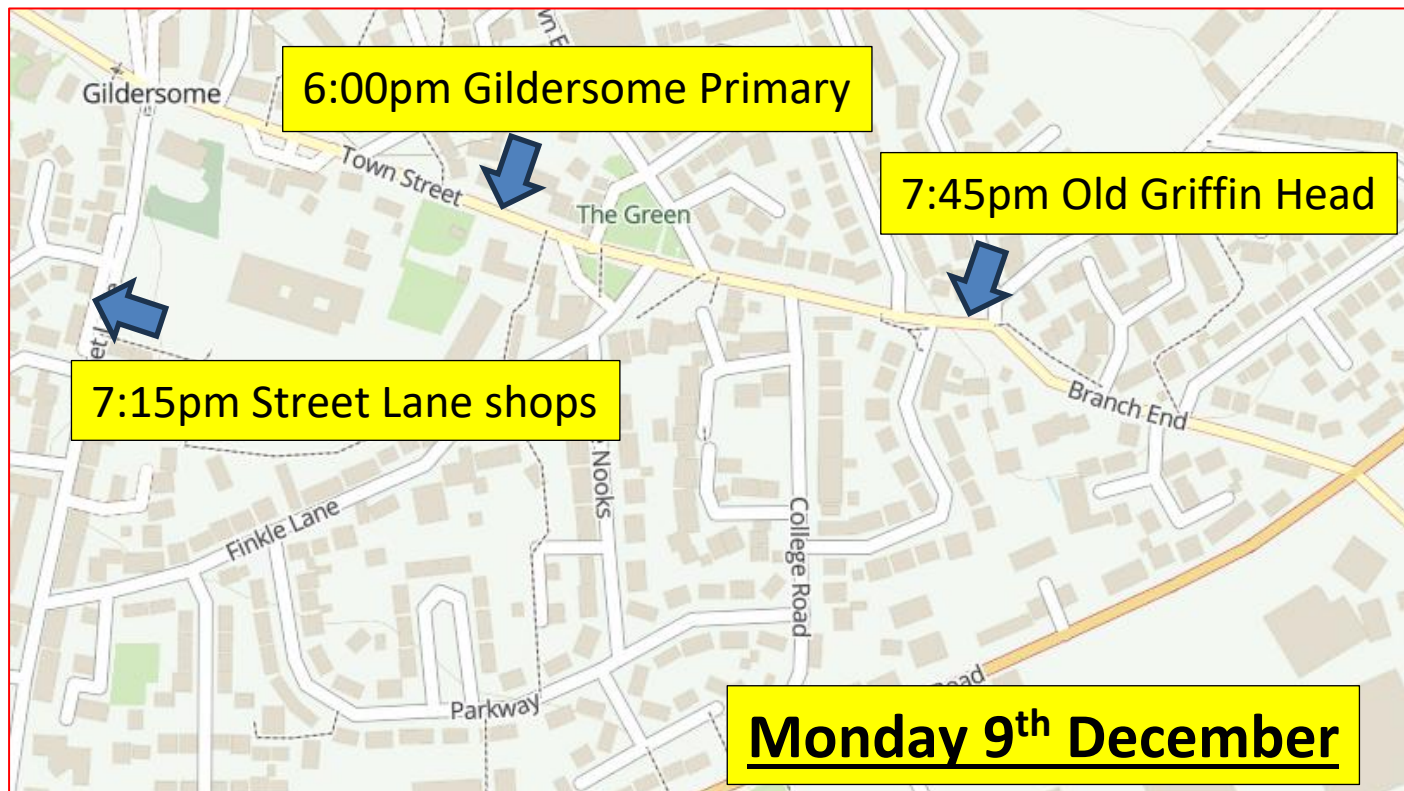 Gildersome
6:00pm Gildersome Primary
Town Street
The Green
7:45pm Old Griffin Head
7:15pm Street Lane shops
Branch End
Nooks
Finkle Lane
College Road
Parkway
Monday 9th December